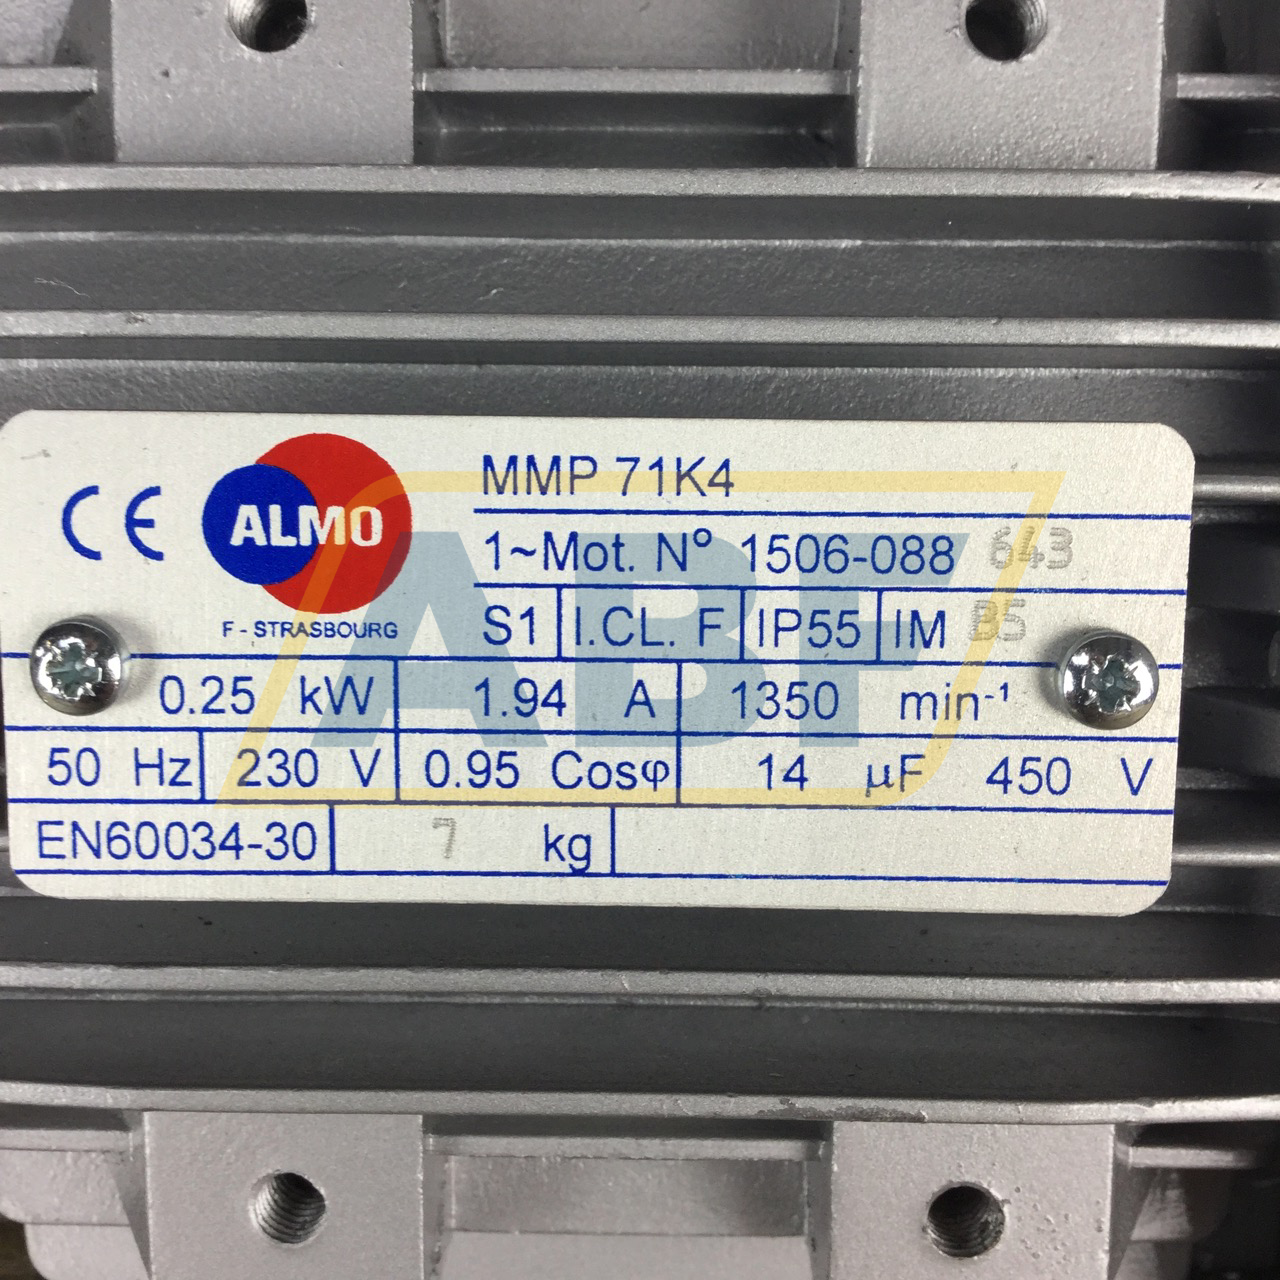 CE
ALMO
F - STRASBOURG
MMP 71K4
1~Mot. N° 1506-088 643
S1 I.CL. F IP55 IM B5
0.25 kW 1.94 A 1350 min⁻¹
50 Hz 230 V 0.95 Cosφ 14 µF 450 V
EN60034-30 7 kg
ABF